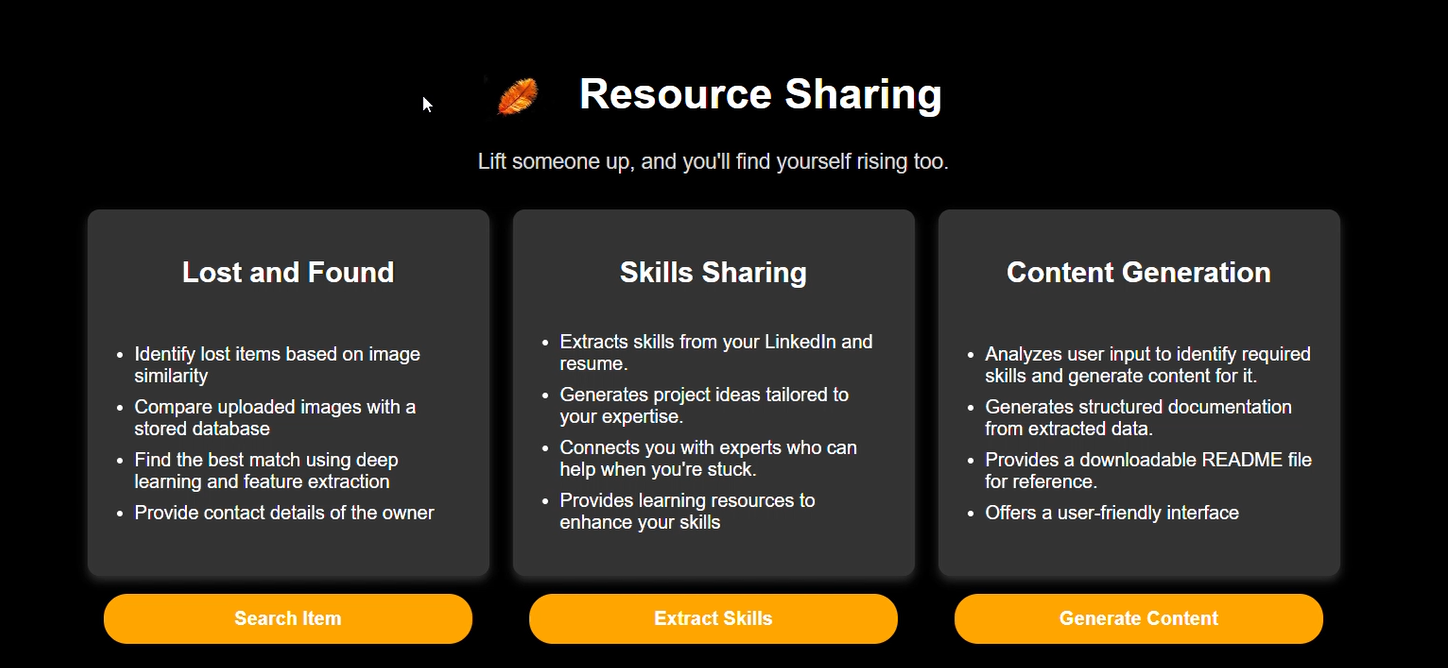 Resource Sharing
Lift someone up, and you'll find yourself rising too.
Lost and Found
• Identify lost items based on image
similarity
• Compare uploaded images with a
stored database
• Find the best match using deep
learning and feature extraction
• Provide contact details of the owner
Search Item
Skills Sharing
• Extracts skills from your LinkedIn and
resume.
• Generates project ideas tailored to
your expertise.
• Connects you with experts who can
help when you're stuck.
• Provides learning resources to
enhance your skills
Extract Skills
Content Generation
• Analyzes user input to identify required
skills and generate content for it.
• Generates structured documentation
from extracted data.
• Provides a downloadable README file
for reference.
• Offers a user-friendly interface
Generate Content